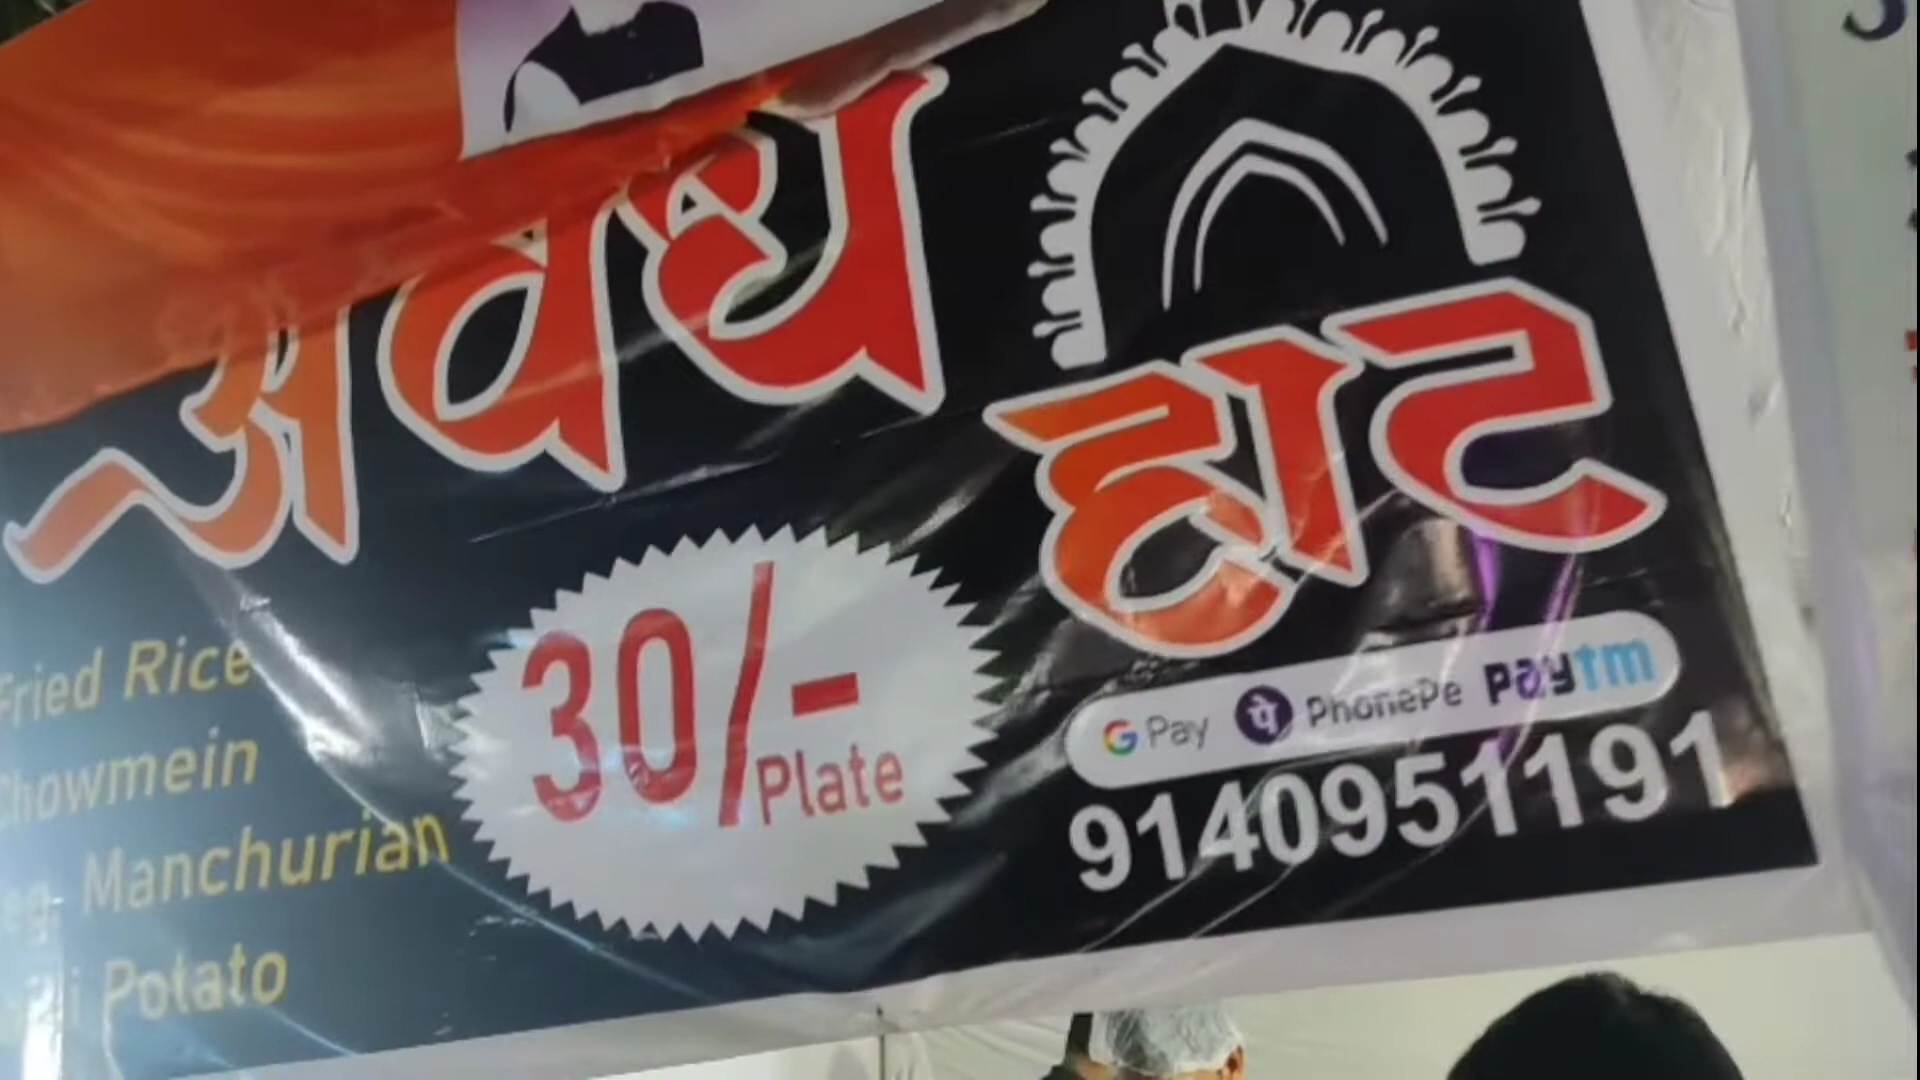 अवध
हाट
Fried Rice
Chowmein
Manchurian
Potato
30/-
Plate
G Pay PhonePe Paytm
9140951191